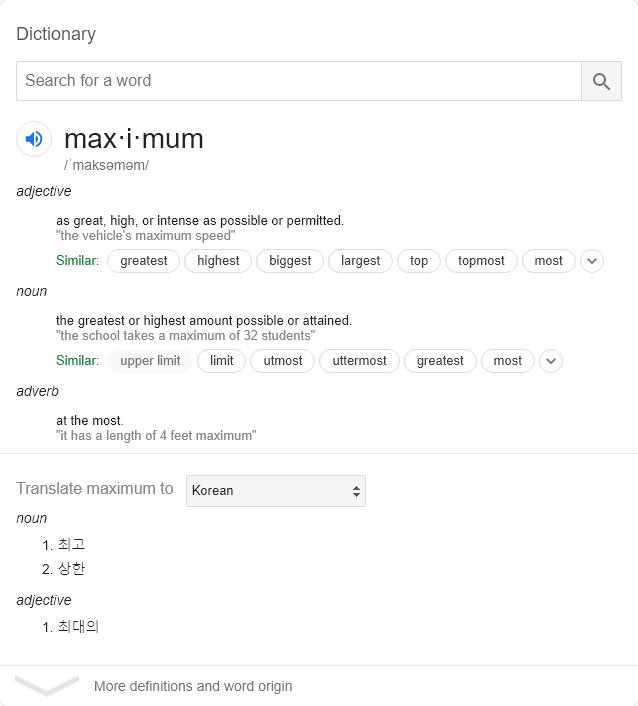 Dictionary
Search for a word
max·i·mum
/ˈmaksəməm/
adjective
as great, high, or intense as possible or permitted.
"the vehicle's maximum speed"
Similar: greatest highest biggest largest top topmost most
noun
the greatest or highest amount possible or attained.
"the school takes a maximum of 32 students"
Similar: upper limit limit utmost uttermost greatest most
adverb
at the most.
"it has a length of 4 feet maximum"
Translate maximum to Korean
noun
1. 최고
2. 상한
adjective
1. 최대의
More definitions and word origin